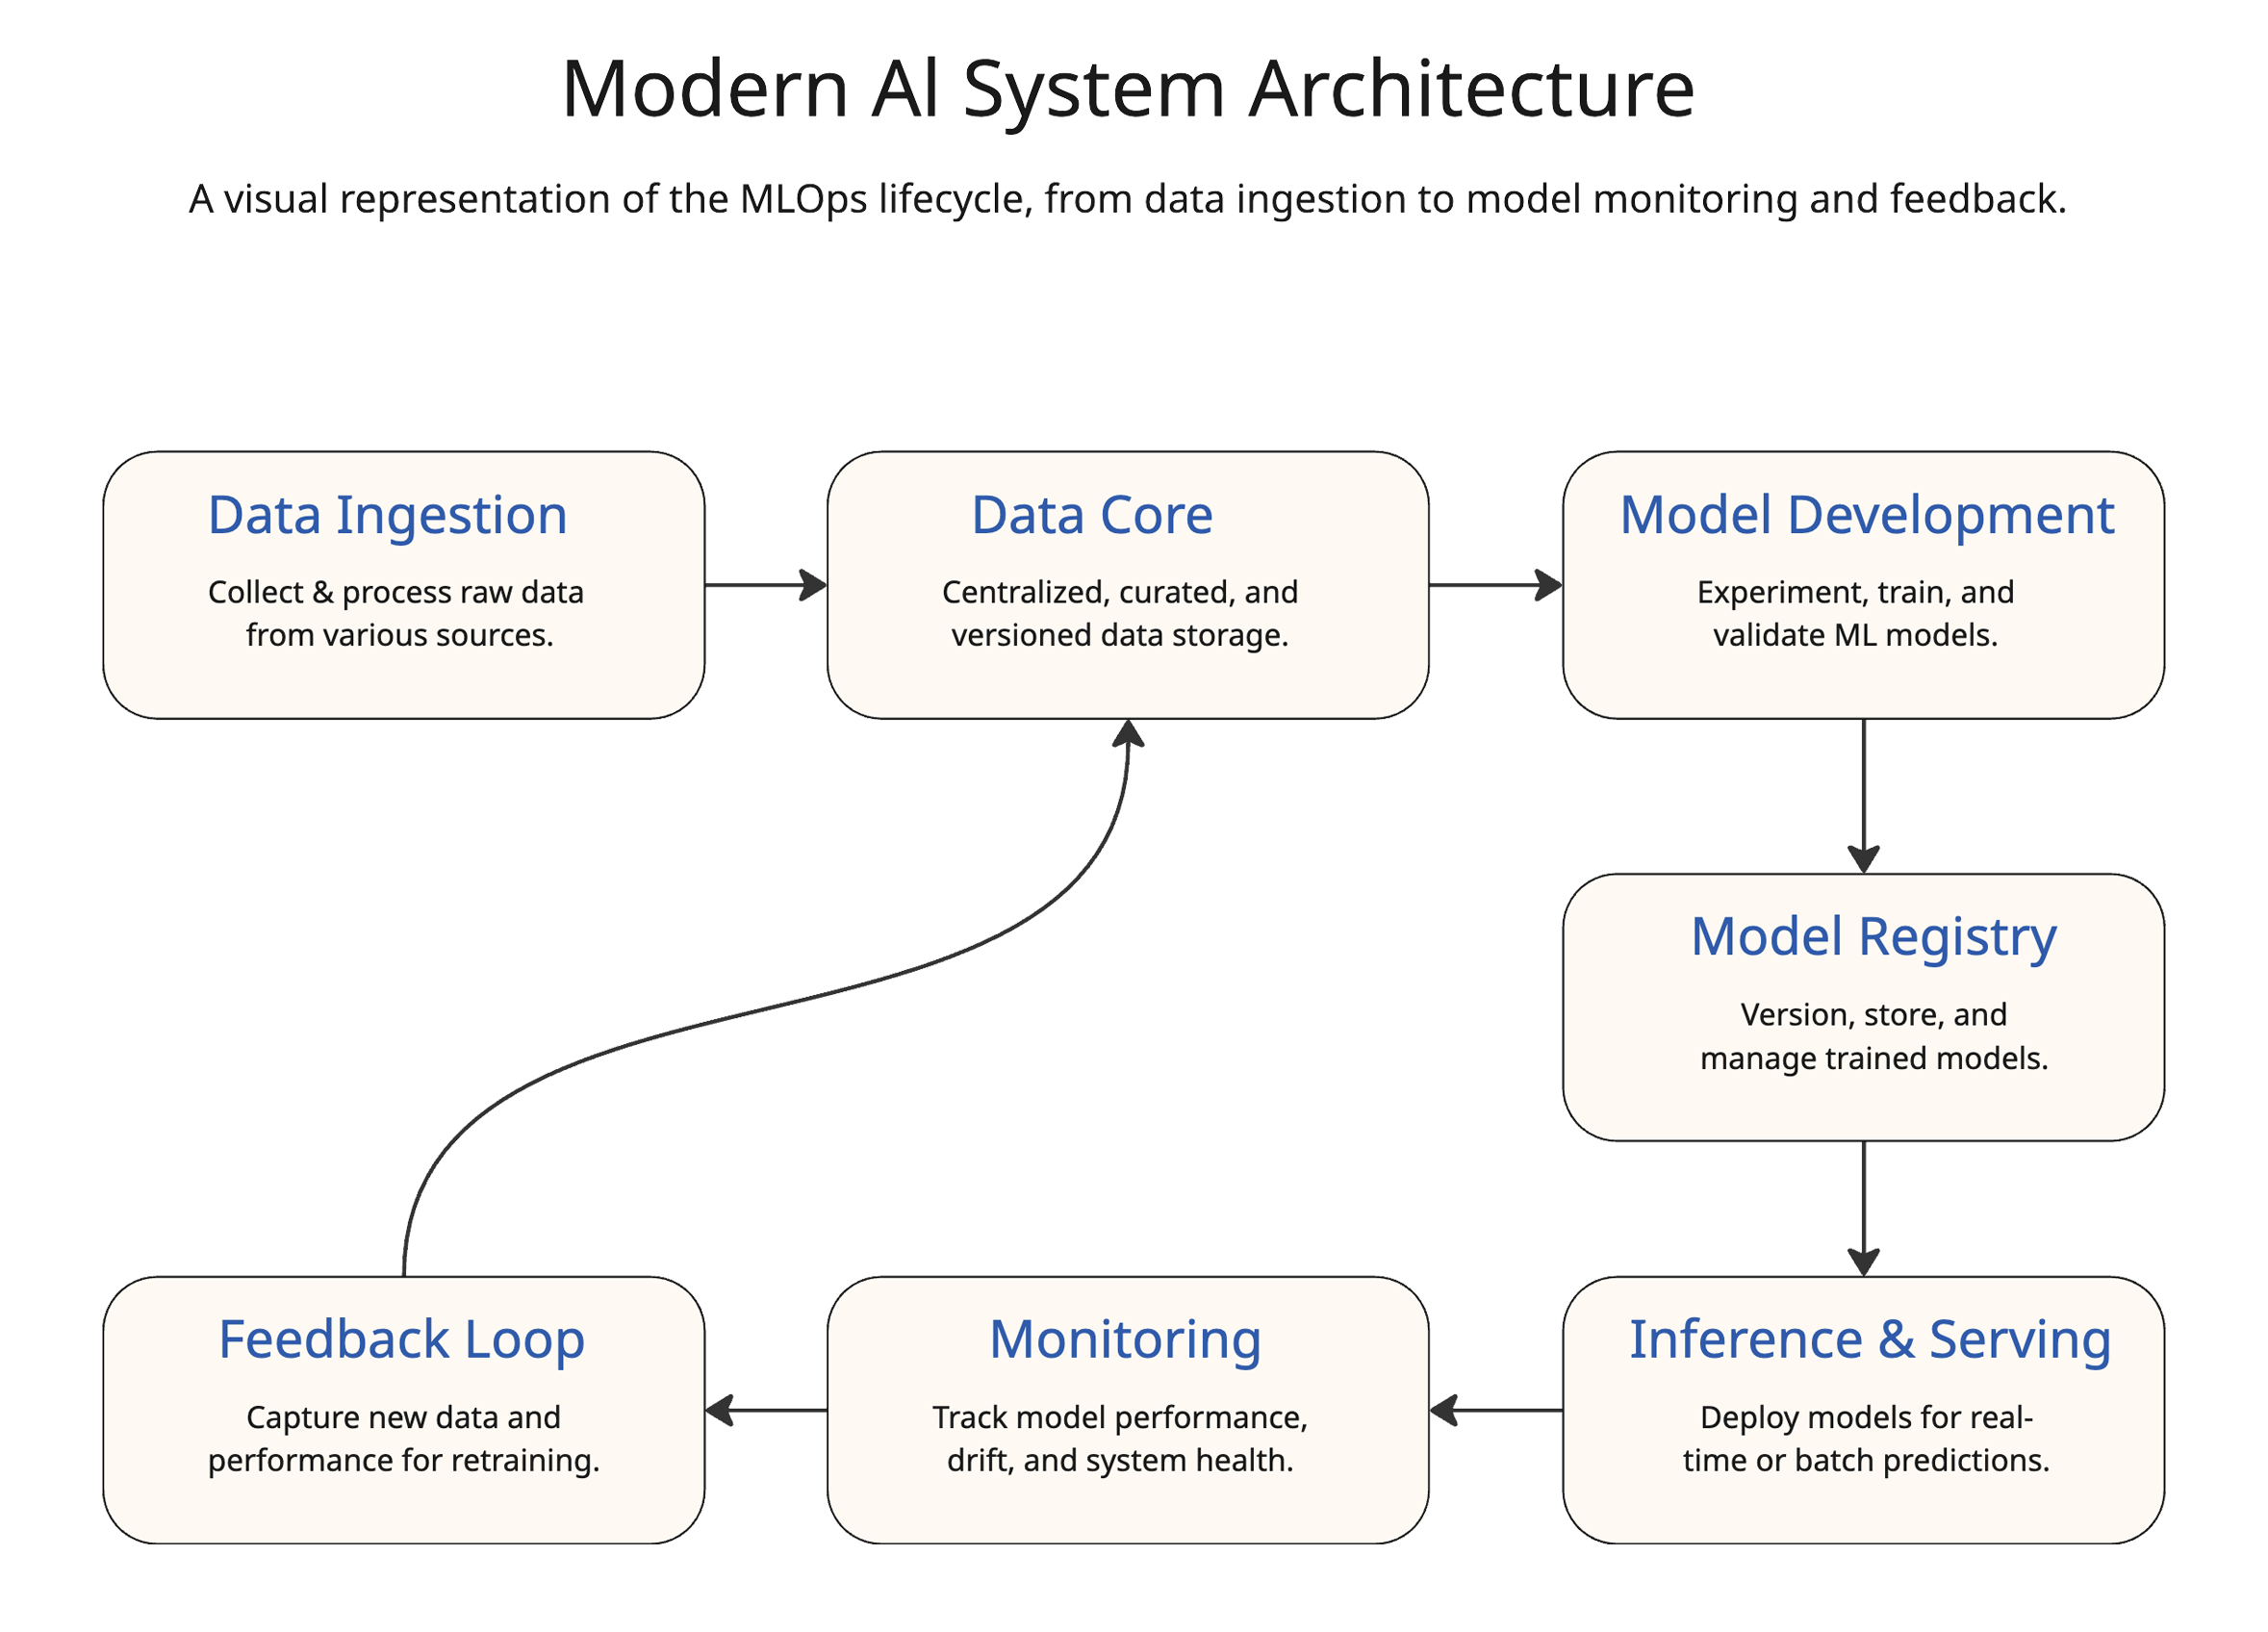 Modern AI System Architecture
A visual representation of the MLOps lifecycle, from data ingestion to model monitoring and feedback.
Data Ingestion
Collect & process raw data
from various sources.
Data Core
Centralized, curated, and
versioned data storage.
Model Development
Experiment, train, and
validate ML models.
Model Registry
Version, store, and
manage trained models.
Feedback Loop
Capture new data and
performance for retraining.
Monitoring
Track model performance,
drift, and system health.
Inference & Serving
Deploy models for real-
time or batch predictions.